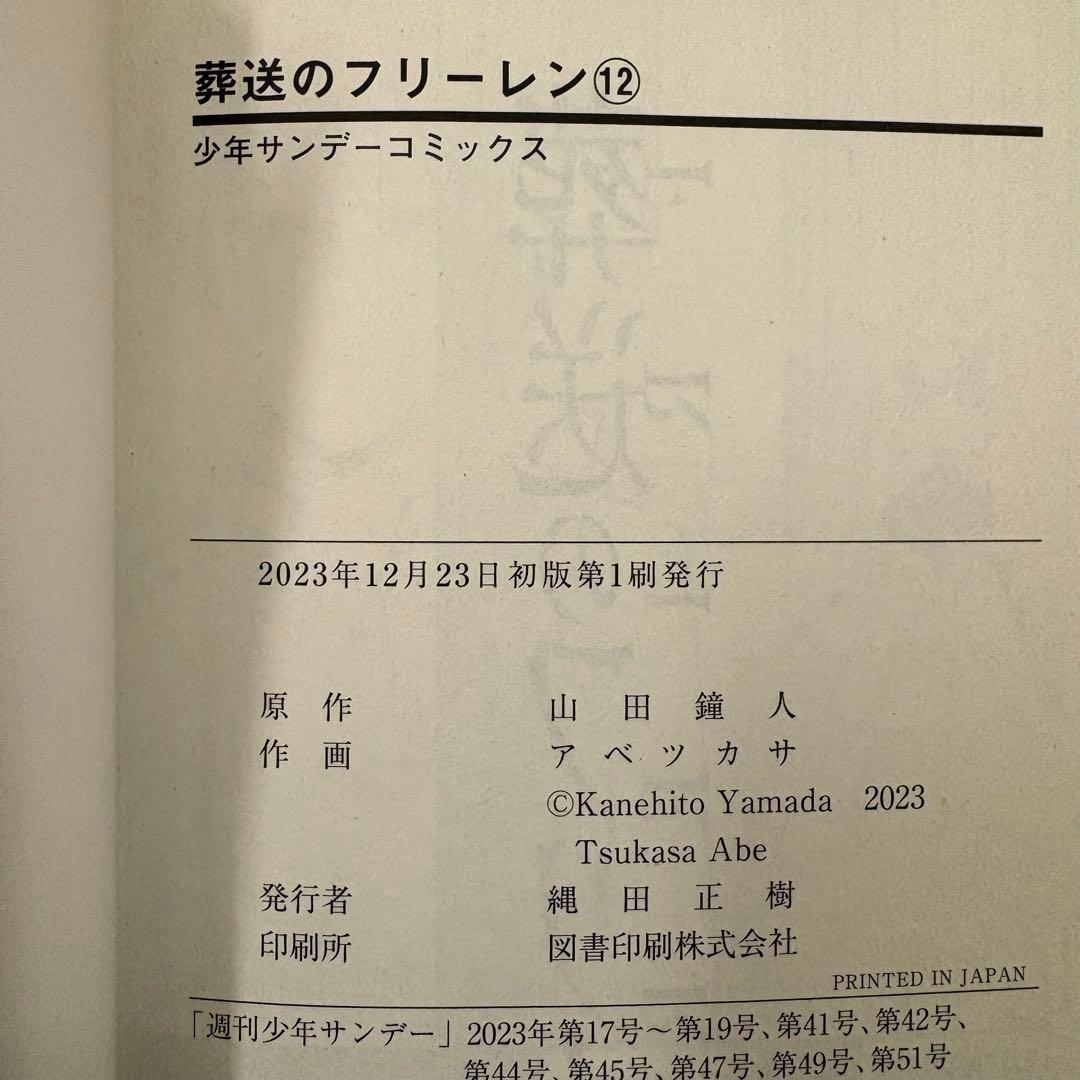 葬送のフリーレン⑫
少年サンデーコミックス
2023年12月23日初版第1刷発行
原作 山田鐘人
作画 アベツカサ
©Kanehito Yamada 2023
Tsukasa Abe
発行者 縄田正樹
印刷所 図書印刷株式会社
PRINTED IN JAPAN
「週刊少年サンデー」2023年第17号〜第19号、第41号、第42号、
第44号、第45号、第47号、第49号、第51号